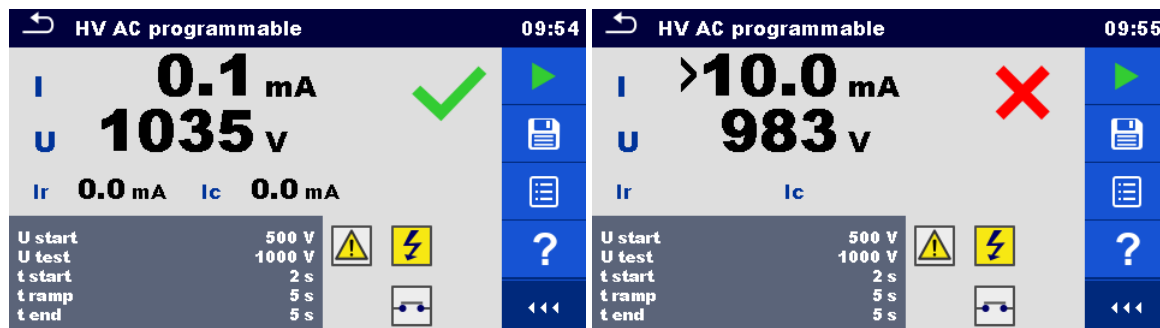 HV AC programmable 09:54
I 0.1 mA
U 1035 V
Ir 0.0 mA Ic 0.0 mA
U start 500 V
U test 1000 V
t start 2 s
t ramp 5 s
t end 5 s
?
HV AC programmable 09:55
I >10.0 mA
U 983 V
Ir Ic
U start 500 V
U test 1000 V
t start 2 s
t ramp 5 s
t end 5 s
?